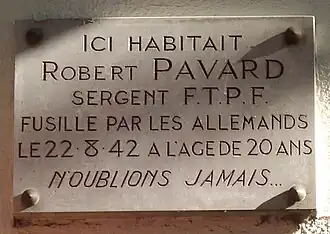 ICI HABITAIT
ROBERT PAVARD
SERGENT F.T.P.F.
FUSILLE PAR LES ALLEMANDS
LE 22·8·42 A L'AGE DE 20 ANS
N'OUBLIONS JAMAIS...